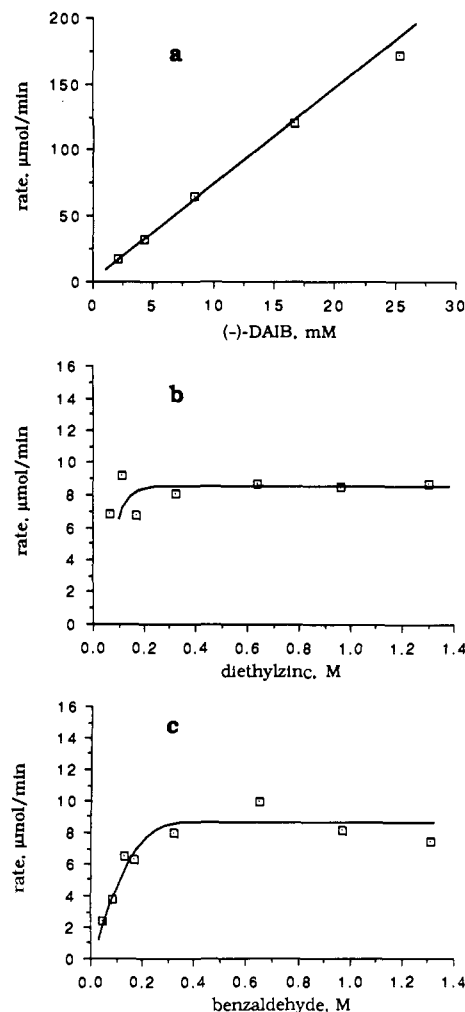 a
rate, μmol/min
200
150
100
50
0
0 5 10 15 20 25 30
(-)-DAIB, mM
b
rate, μmol/min
16
14
12
10
8
6
4
2
0
0.0 0.2 0.4 0.6 0.8 1.0 1.2 1.4
diethylzinc, M
c
rate, μmol/min
16
14
12
10
8
6
4
2
0
0.0 0.2 0.4 0.6 0.8 1.0 1.2 1.4
benzaldehyde, M